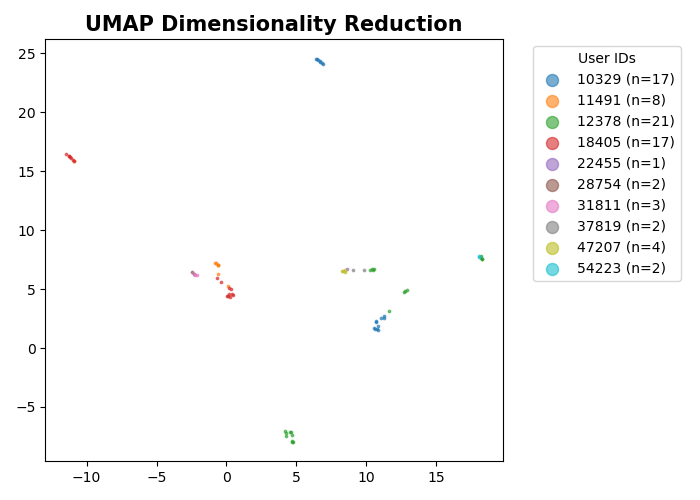 UMAP Dimensionality Reduction
25
20
15
10
5
0
−5
−10
−5
0
5
10
15
User IDs
10329 (n=17)
11491 (n=8)
12378 (n=21)
18405 (n=17)
22455 (n=1)
28754 (n=2)
31811 (n=3)
37819 (n=2)
47207 (n=4)
54223 (n=2)